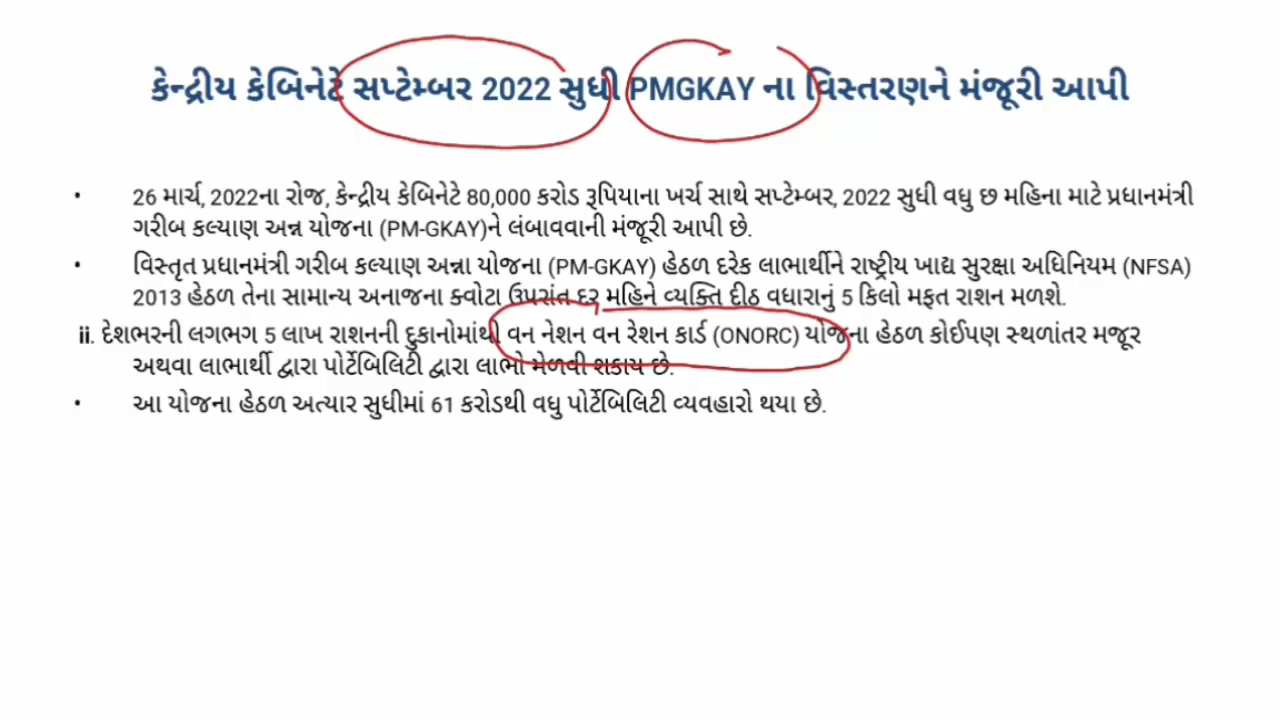 કેન્દ્રીય કેબિનેટે સપ્ટેમ્બર 2022 સુધી PMGKAY ના વિસ્તરણને મંજૂરી આપી
• 26 માર્ચ, 2022ના રોજ, કેન્દ્રીય કેબિનેટે 80,000 કરોડ રૂપિયાના ખર્ચ સાથે સપ્ટેમ્બર, 2022 સુધી વધુ છ મહિના માટે પ્રધાનમંત્રી
ગરીબ કલ્યાણ અન્ન યોજના (PM-GKAY)ને લંબાવવાની મંજૂરી આપી છે.
• વિસ્તૃત પ્રધાનમંત્રી ગરીબ કલ્યાણ અન્ના યોજના (PM-GKAY) હેઠળ દરેક લાભાર્થીને રાષ્ટ્રીય ખાદ્ય સુરક્ષા અધિનિયમ (NFSA)
2013 હેઠળ તેના સામાન્ય અનાજના ક્વોટા ઉપરાંત દર મહિને વ્યક્તિ દીઠ વધારાનું 5 કિલો મફત રાશન મળશે.
ii. દેશભરની લગભગ 5 લાખ રાશનની દુકાનોમાંથી વન નેશન વન રેશન કાર્ડ (ONORC) યોજના હેઠળ કોઈપણ સ્થળાંતર મજૂર
અથવા લાભાર્થી દ્વારા પોર્ટેબિલિટી દ્વારા લાભો મેળવી શકાય છે.
• આ યોજના હેઠળ અત્યાર સુધીમાં 61 કરોડથી વધુ પોર્ટેબિલિટી વ્યવહારો થયા છે.